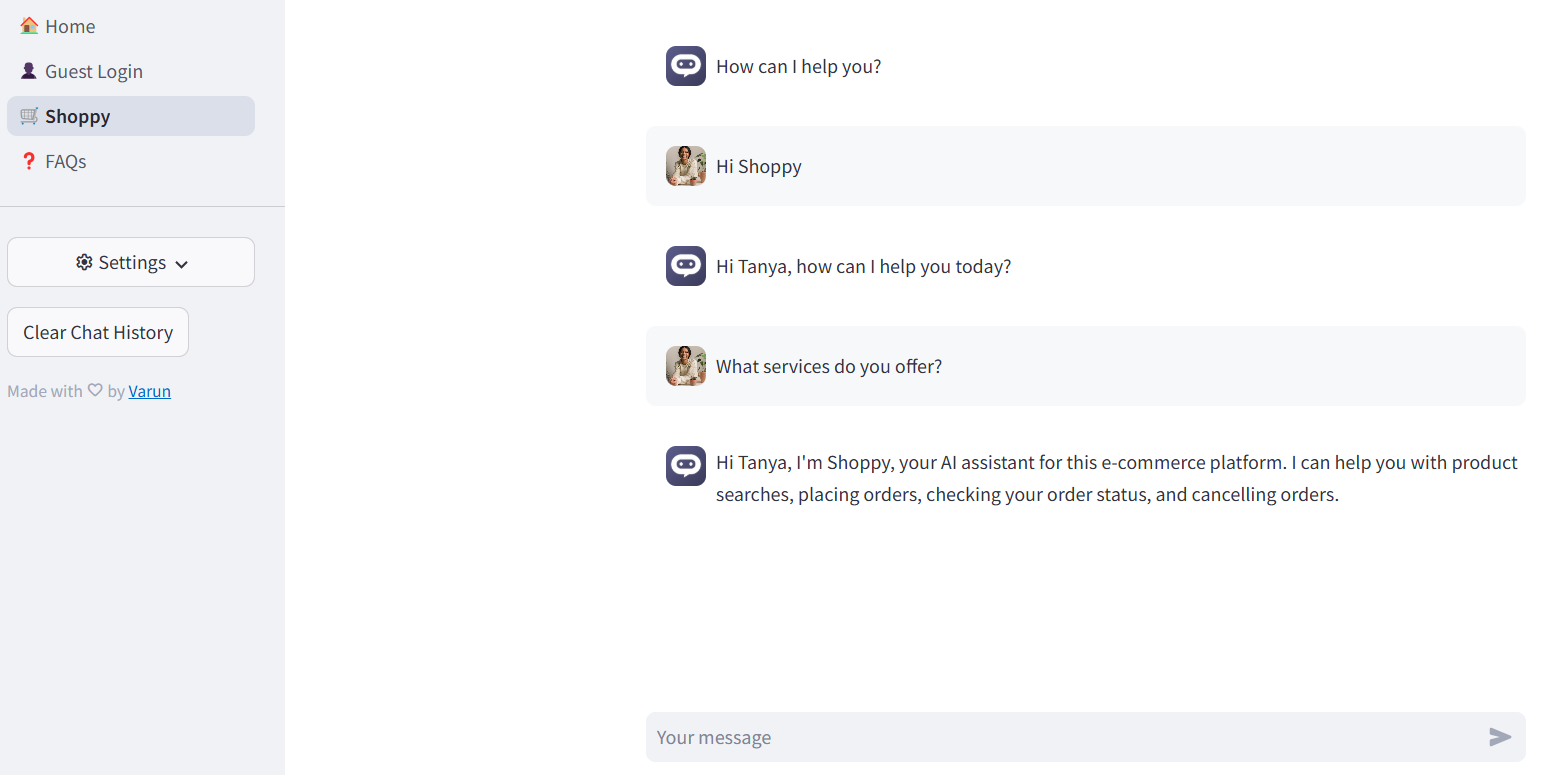 Home
Guest Login
Shoppy
FAQs
Settings
Clear Chat History
Made with ♡ by Varun
How can I help you?
Hi Shoppy
Hi Tanya, how can I help you today?
What services do you offer?
Hi Tanya, I'm Shoppy, your AI assistant for this e-commerce platform. I can help you with product
searches, placing orders, checking your order status, and cancelling orders.
Your message